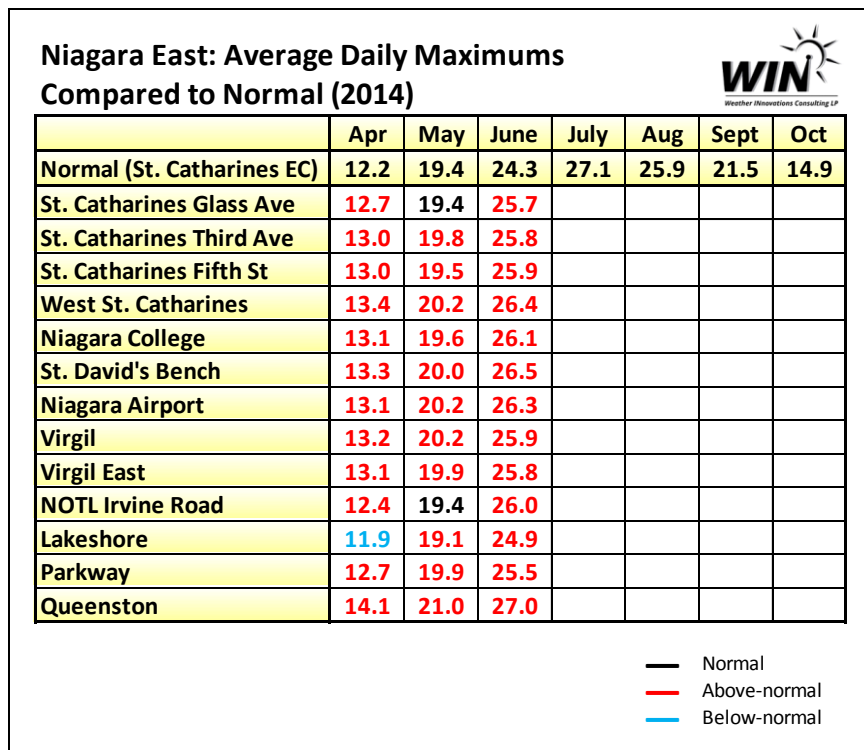 Niagara East: Average Daily Maximums
Compared to Normal (2014)
WIN
Weather INnovations Consulting LP
Apr May June July Aug Sept Oct
Normal (St. Catharines EC) 12.2 19.4 24.3 27.1 25.9 21.5 14.9
St. Catharines Glass Ave 12.7 19.4 25.7
St. Catharines Third Ave 13.0 19.8 25.8
St. Catharines Fifth St 13.0 19.5 25.9
West St. Catharines 13.4 20.2 26.4
Niagara College 13.1 19.6 26.1
St. David's Bench 13.3 20.0 26.5
Niagara Airport 13.1 20.2 26.3
Virgil 13.2 20.2 25.9
Virgil East 13.1 19.9 25.8
NOTL Irvine Road 12.4 19.4 26.0
Lakeshore 11.9 19.1 24.9
Parkway 12.7 19.9 25.5
Queenston 14.1 21.0 27.0
Normal
Above-normal
Below-normal